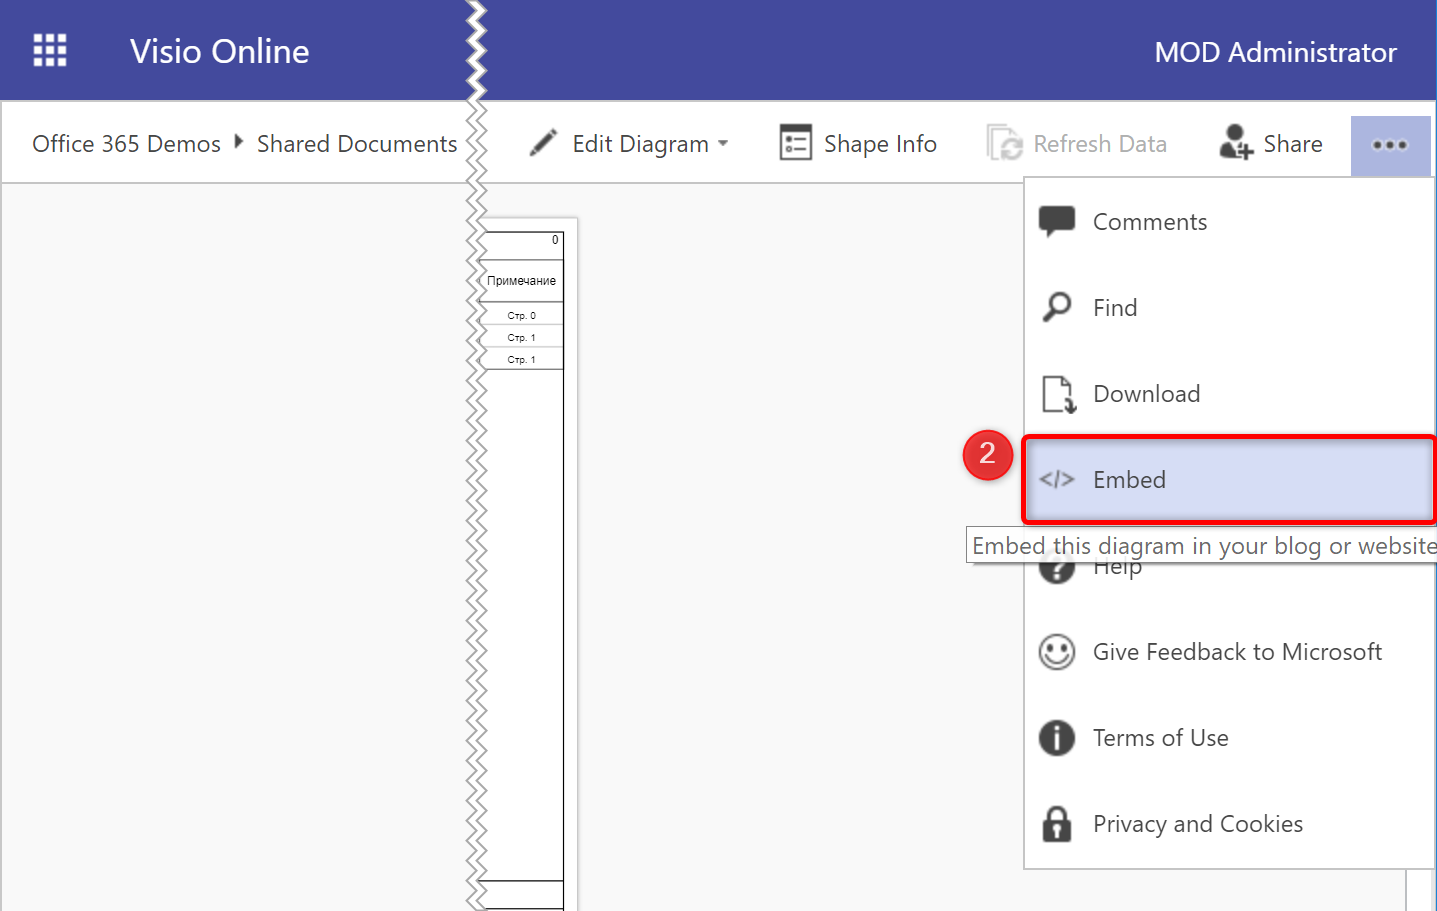 Visio Online
MOD Administrator
Office 365 Demos
Shared Documents
Edit Diagram
Shape Info
Refresh Data
Share
0
Примечание
Стр. 0
Стр. 1
Стр. 1
Comments
Find
Download
2
Embed
Embed this diagram in your blog or website
Help
Give Feedback to Microsoft
Terms of Use
Privacy and Cookies